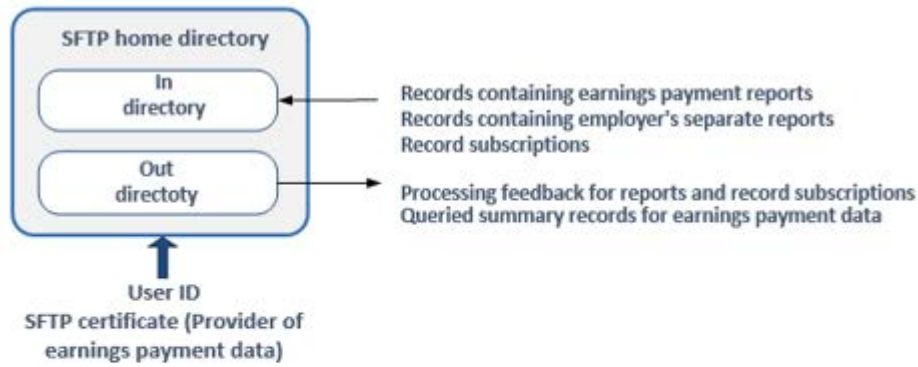 SFTP home directory
In
directory
Records containing earnings payment reports
Records containing employer's separate reports
Record subscriptions
Out
directoty
Processing feedback for reports and record subscriptions
Queried summary records for earnings payment data
User ID
SFTP certificate (Provider of
earnings payment data)